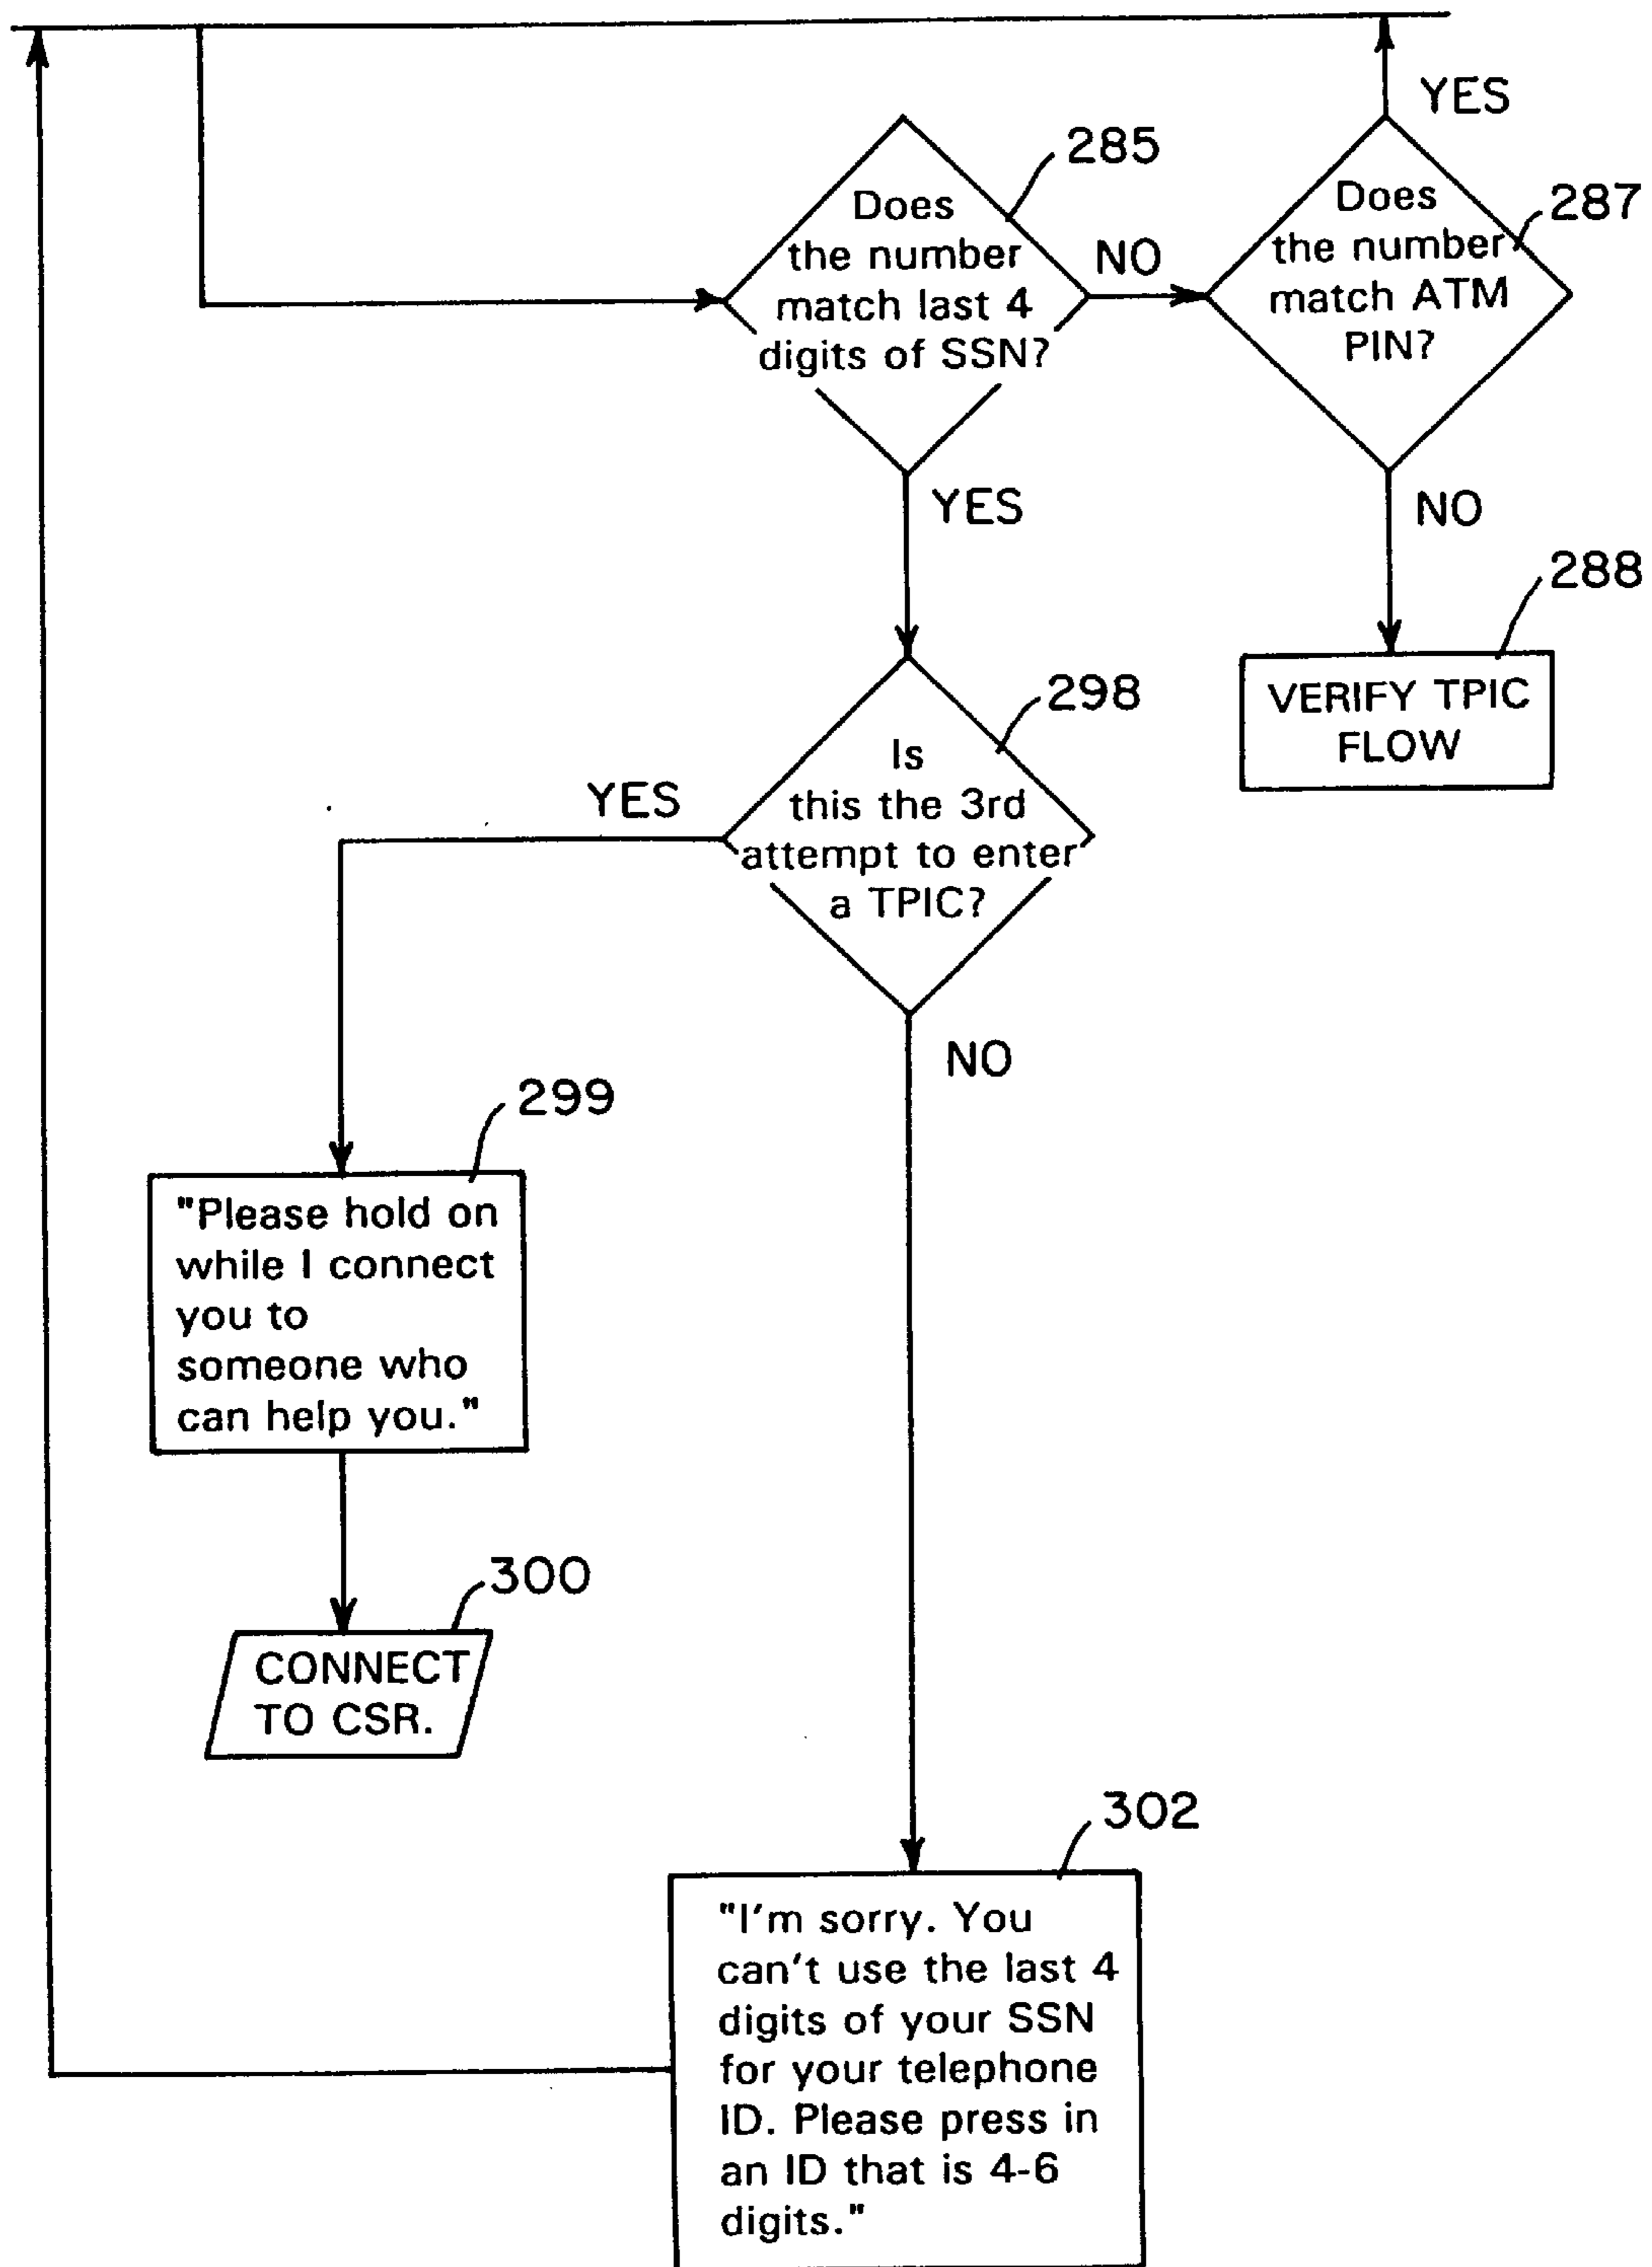 YES
285
Does
the number
match last 4
digits of SSN?
NO
287
Does
the number
match ATM
PIN?
YES
NO
288
VERIFY TPIC
FLOW
298
Is
this the 3rd
attempt to enter
a TPIC?
YES
NO
299
"Please hold on
while I connect
you to
someone who
can help you."
300
CONNECT
TO CSR.
302
"I'm sorry. You
can't use the last 4
digits of your SSN
for your telephone
ID. Please press in
an ID that is 4-6
digits."